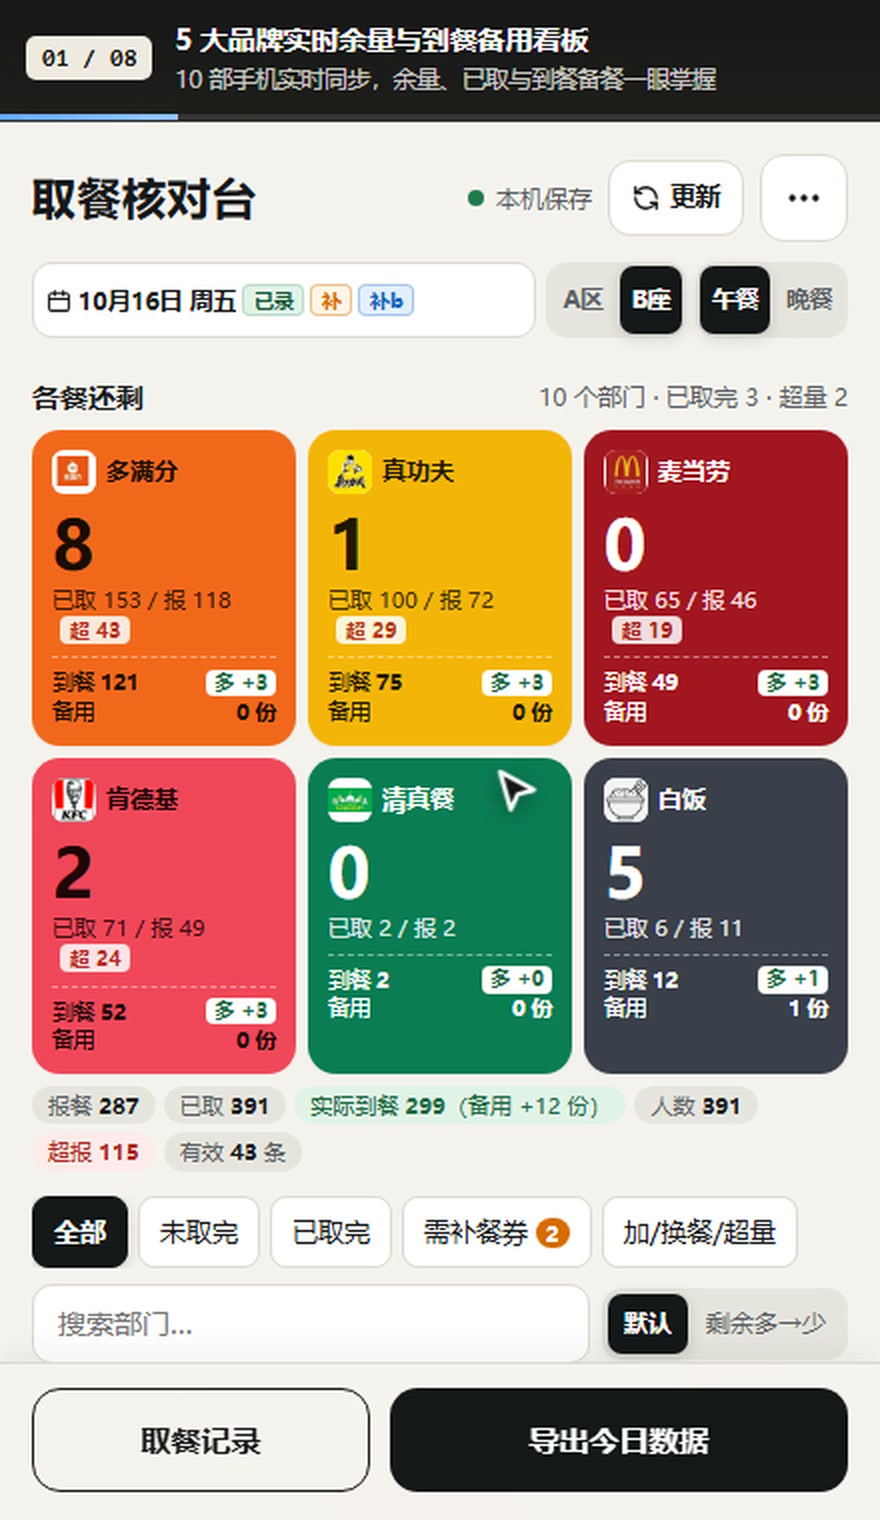 01 / 08
5 大品牌实时余量与到餐备用看板
10 部手机实时同步，余量、已取与到餐备餐一眼掌握
取餐核对台
本机保存
更新
10月16日 周五 已录 补 补b
A区 B座 午餐 晚餐
各餐还剩
10 个部门 · 已取完 3 · 超量 2
多满分
8
已取 153 / 报 118
超 43
到餐 121 多 +3
备用 0 份
真功夫
1
已取 100 / 报 72
超 29
到餐 75 多 +3
备用 0 份
麦当劳
0
已取 65 / 报 46
超 19
到餐 49 多 +3
备用 0 份
KFC
肯德基
2
已取 71 / 报 49
超 24
到餐 52 多 +3
备用 0 份
清真餐
0
已取 2 / 报 2
到餐 2 多 +0
备用 0 份
白饭
5
已取 6 / 报 11
到餐 12 多 +1
备用 1 份
报餐 287 已取 391 实际到餐 299（备用 +12 份） 人数 391
超报 115 有效 43 条
全部 未取完 已取完 需补餐券 2 加/换餐/超量
搜索部门... 默认 剩余多→少
取餐记录 导出今日数据